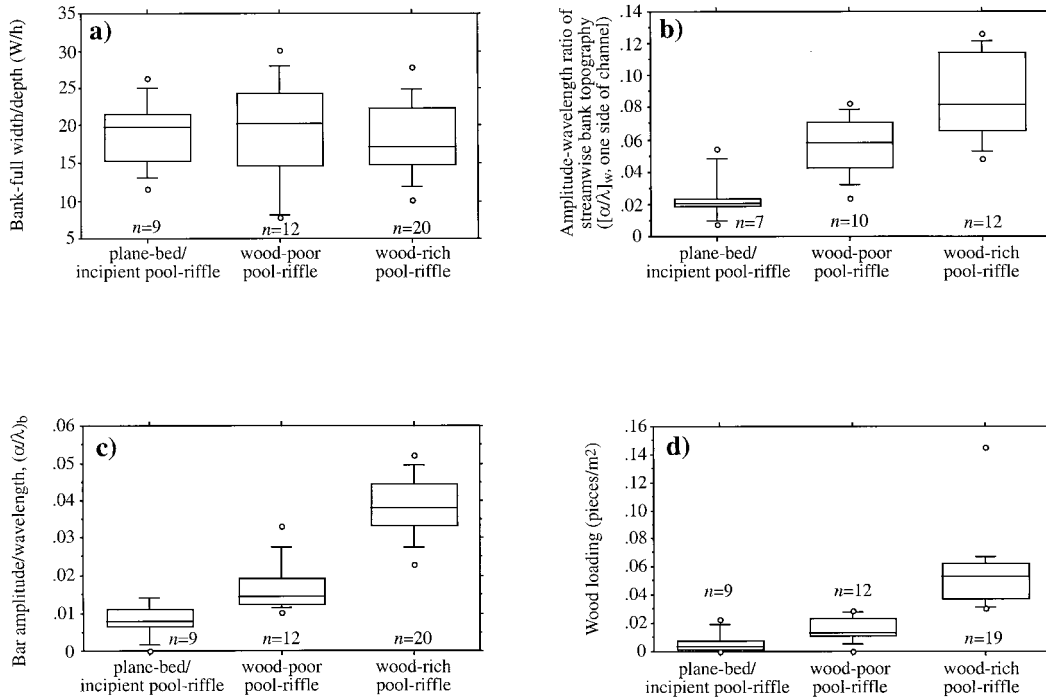 a)
Bank-full width/depth (W/h)
35
30
25
20
15
10
5
n=9
n=12
n=20
plane-bed/
incipient pool-riffle
wood-poor
pool-riffle
wood-rich
pool-riffle
b)
Amplitude-wavelength ratio of
streamwise bank topography
([α/λ]w, one side of channel)
.14
.12
.10
.08
.06
.04
.02
0
n=7
n=10
n=12
plane-bed/
incipient pool-riffle
wood-poor
pool-riffle
wood-rich
pool-riffle
c)
Bar amplitude/wavelength, (α/λ)b
.06
.05
.04
.03
.02
.01
0
n=9
n=12
n=20
plane-bed/
incipient pool-riffle
wood-poor
pool-riffle
wood-rich
pool-riffle
d)
Wood loading (pieces/m²)
.16
.14
.12
.10
.08
.06
.04
.02
0
n=9
n=12
n=19
plane-bed/
incipient pool-riffle
wood-poor
pool-riffle
wood-rich
pool-riffle